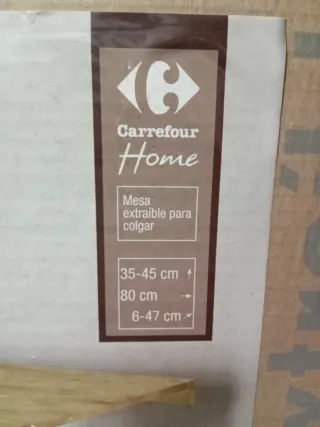 Carrefour
Home
Mesa
extraíble para
colgar
35-45 cm ↑
80 cm →
6-47 cm ↗